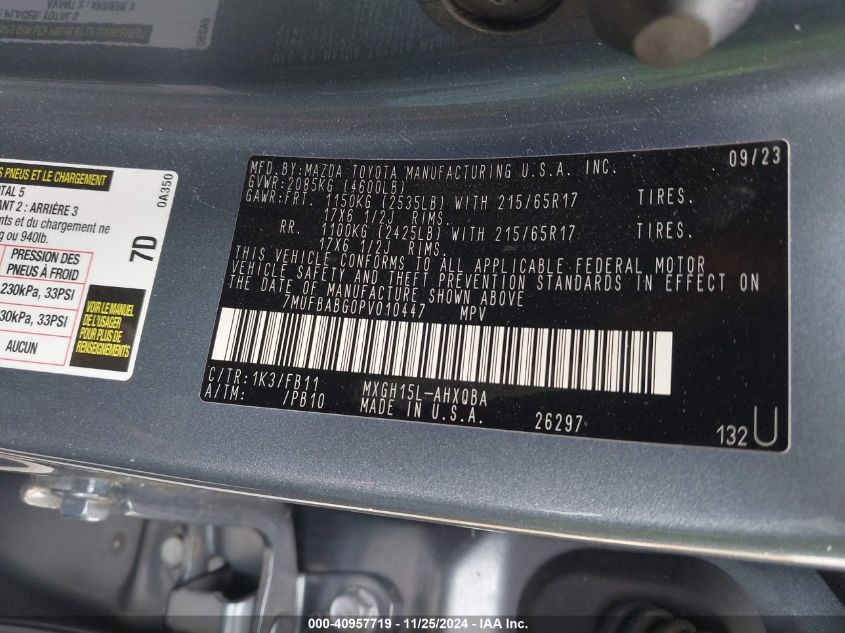 S PNEUS ET LE CHARGEMENT
TOTAL 5
ANT 2 : ARRIÈRE 3
ents et du chargement ne
g ou 940lb.
PRESSION DES
PNEUS À FROID
230kPa, 33PSI
30kPa, 33PSI
AUCUN
VOIR LE MANUEL
DE L'USAGER
POUR PLUS DE
RENSEIGNEMENTS
7D
0A350
MFD.BY:MAZDA TOYOTA MANUFACTURING U.S.A. INC. 09/23
GVWR:2085KG (4600LB)
GAWR:FRT. 1150KG (2535LB) WITH 215/65R17 TIRES.
17X6 1/2J RIMS.
RR. 1100KG (2425LB) WITH 215/65R17 TIRES.
17X6 1/2J RIMS.
THIS VEHICLE CONFORMS TO ALL APPLICABLE FEDERAL MOTOR
VEHICLE SAFETY AND THEFT PREVENTION STANDARDS IN EFFECT ON
THE DATE OF MANUFACTURE SHOWN ABOVE.
7MUFBABG0PV010447 MPV
C/TR: 1K3/FB11 MXGH15L-AHXQBA
A/TM: /PB10 MADE IN U.S.A.
26297
132U
000-40957719 - 11/25/2024 - IAA Inc.